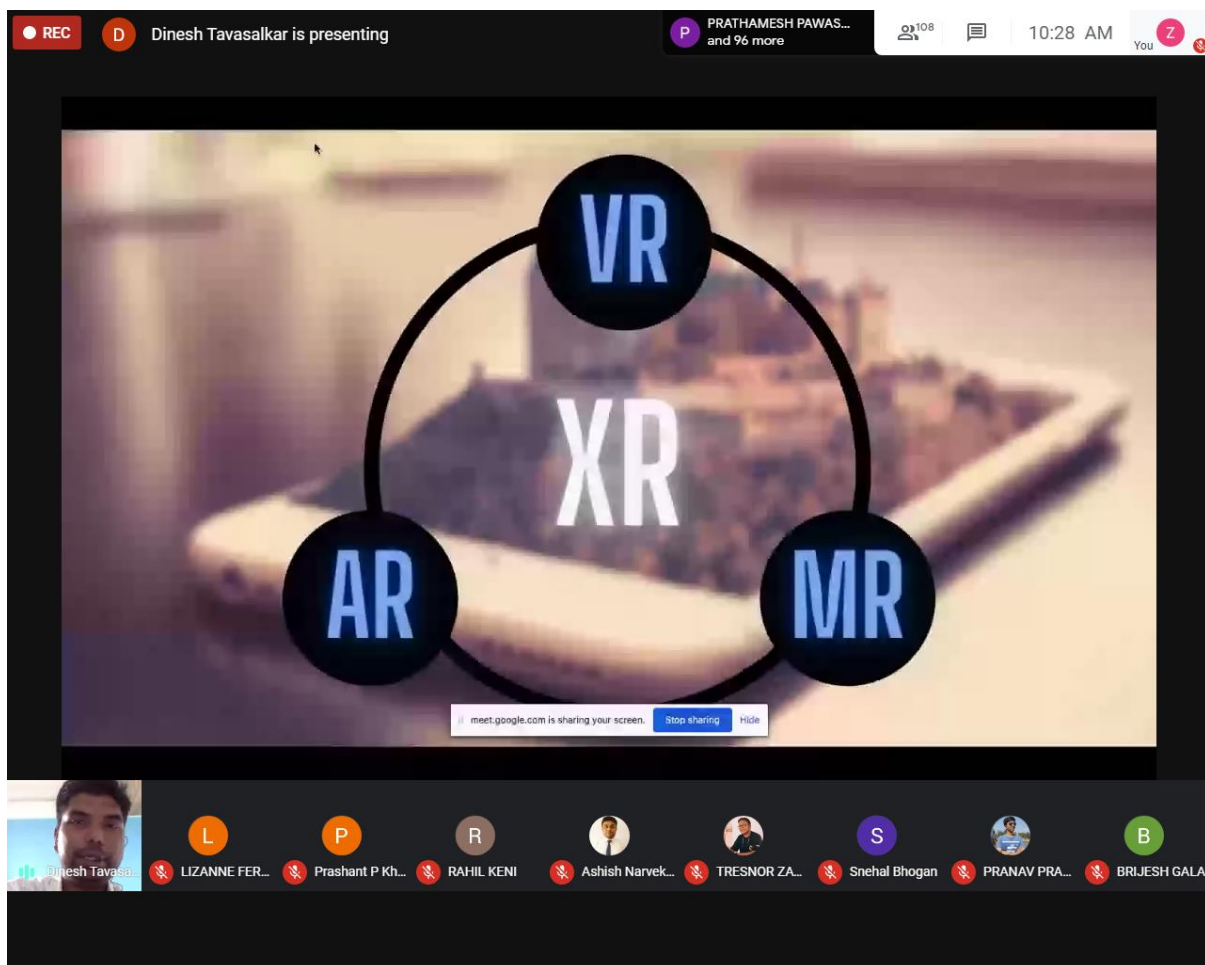 REC
D
Dinesh Tavasalkar is presenting
P
PRATHAMESH PAWAS...
and 96 more
108
10:28 AM
You
Z
VR
XR
AR
MR
meet.google.com is sharing your screen.
Stop sharing
Hide
Dinesh Tavasa...
L
LIZANNE FER...
P
Prashant P Kh...
R
RAHIL KENI
Ashish Narvek...
TRESNOR ZA...
S
Snehal Bhogan
PRANAV PRA...
B
BRIJESH GALA